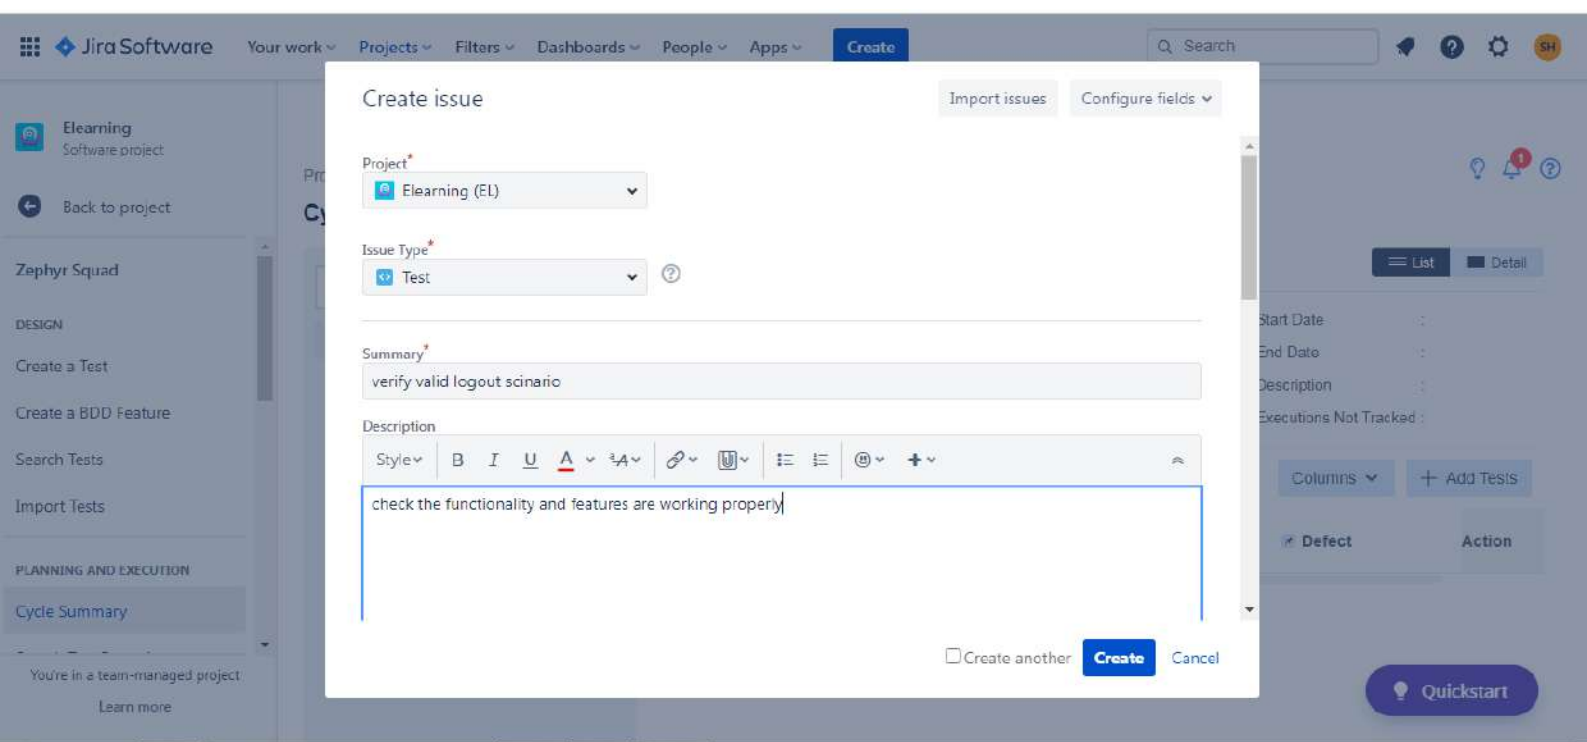 Jira Software Your work Projects Filters Dashboards People Apps Create Search SH
Elearning
Software project
Back to project
Zephyr Squad
DESIGN
Create a Test
Create a BDD Feature
Search Tests
Import Tests
PLANNING AND EXECUTION
Cycle Summary
You're in a team-managed project
Learn more
Create issue Import issues Configure fields
Project*
Elearning (EL)
Issue Type*
Test
Summary*
verify valid logout scinario
Description
Style B I U A
check the functionality and features are working properly
Create another Create Cancel
1
List Detail
Start Date :
End Date :
Description :
Executions Not Tracked :
Columns + Add Tests
Defect Action
Quickstart